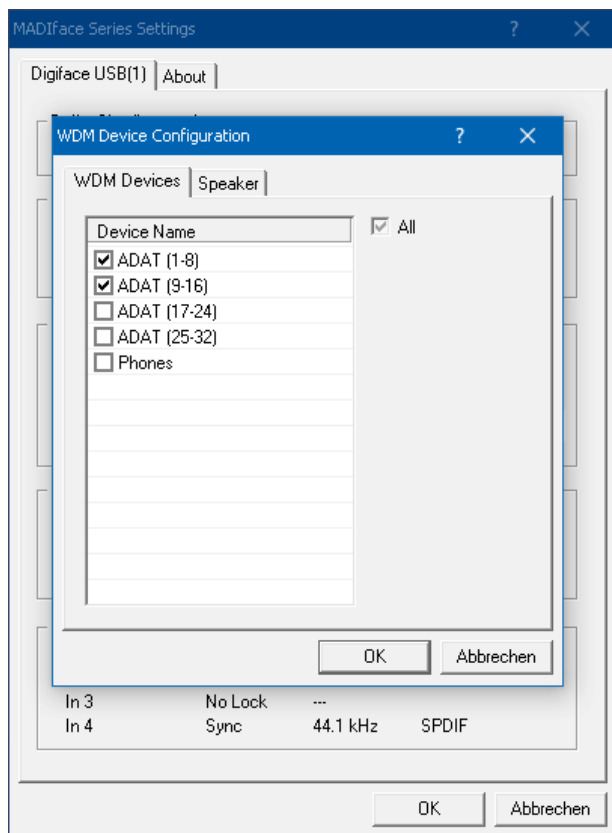 MADIface Series Settings
Digiface USB(1) About
WDM Device Configuration
WDM Devices Speaker
Device Name
All
ADAT (1-8)
ADAT (9-16)
ADAT (17-24)
ADAT (25-32)
Phones
OK Abbrechen
In 3 No Lock ---
In 4 Sync 44.1 kHz SPDIF
OK Abbrechen